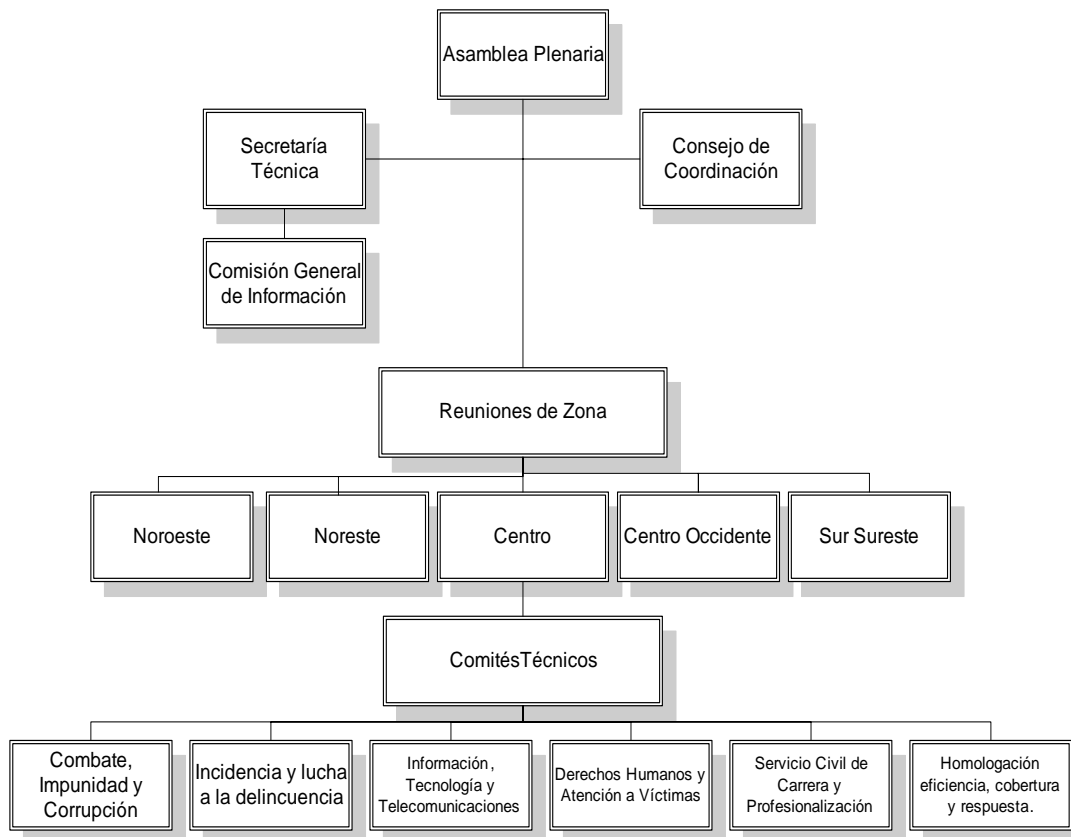 Asamblea Plenaria
Secretaría
Técnica
Consejo de
Coordinación
Comisión General
de Información
Reuniones de Zona
Noroeste
Noreste
Centro
Centro Occidente
Sur Sureste
ComitésTécnicos
Combate,
Impunidad y
Corrupción
Incidencia y lucha
a la delincuencia
Información ,
Tecnología y
Telecomunicaciones
Derechos Humanos y
Atención a Víctimas
Servicio Civil de
Carrera y
Profesionalización
Homologación
eficiencia, cobertura
y respuesta.